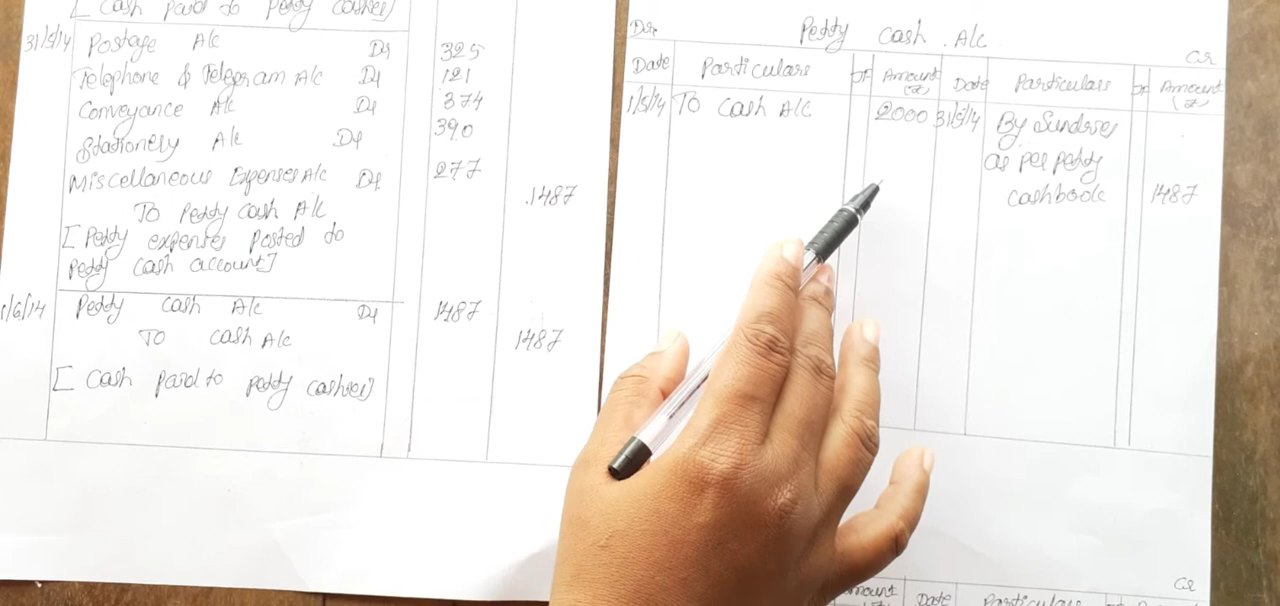 [ Cash paid to petty cashier]
31/5/14 Postage A/c Dr 325
Telephone & Telegram A/c Dr 121
Conveyance A/c Dr 374
Stationery A/c Dr 390
Miscellaneous Expenses A/c Dr 277
To Petty cash A/c 1487
[ Petty expenses posted to
Petty cash account]
1/6/14 Petty cash A/c Dr 1487
To cash A/c 1487
[ Cash paid to petty cashier]
Dr. Petty cash A/c Cr
Date Particulars JF Amount (₹) Date Particulars JF Amount (₹)
1/5/14 To Cash A/c 2000 31/5/14 By Sundries
as per petty
cashbook 1487
Cr
Amount Date Particulars Amount